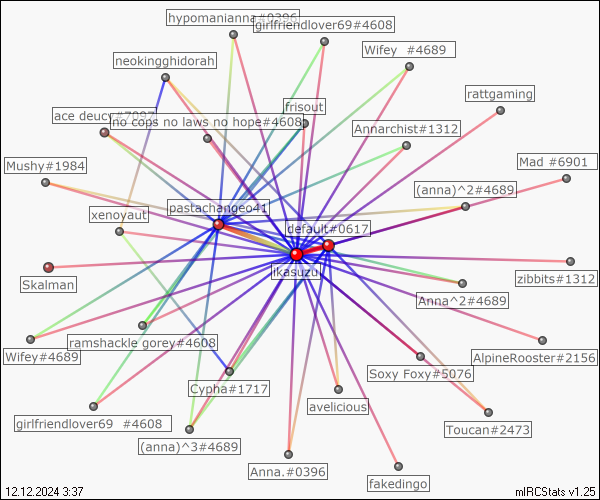 hypomanianna#0396
girlfriendlover69#4608
Wifey  #4689
neokingghidorah
rattgaming
frisout
ace deucy#7097
no cops no laws no hope#4608
Annarchist#1312
Mad #6901
Mushy#1984
(anna)^2#4689
xenoyaut
pastachangeo41
default#0617
ikasuzu
zibbits#1312
Skalman
Anna^2#4689
ramshackle gorey#4608
Wifey#4689
AlpineRooster#2156
Soxy Foxy#5076
Cypha#1717
avelicious
girlfriendlover69  #4608
Toucan#2473
(anna)^3#4689
Anna.#0396
fakedingo
12.12.2024 3:37
mIRCStats v1.25